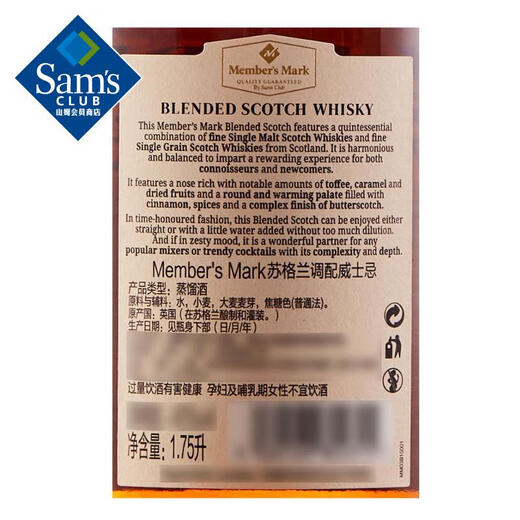 Sam's
CLUB
山姆会员商店
Member's Mark
QUALITY GUARANTEED
By Sam's Club
BLENDED SCOTCH WHISKY
This Member's Mark Blended Scotch features a quintessential
combination of fine Single Malt Scotch Whiskies and fine
Single Grain Scotch Whiskies from Scotland. It is harmonious
and balanced to impart a rewarding experience for both
connoisseurs and newcomers.
It features a nose rich with notable amounts of toffee, caramel and
dried fruits and a round and warming palate filled with
cinnamon, spices and a complex finish of butterscotch.
In time-honoured fashion, this Blended Scotch can be enjoyed either
straight or with a little water added without too much dilution.
And if in zesty mood, it is a wonderful partner for any
popular mixers or trendy cocktails with its complexity and depth.
Member's Mark苏格兰调配威士忌
产品类型：蒸馏酒
原料与辅料：水，小麦，大麦麦芽，焦糖色(普通法)。
原产国：英国（在苏格兰酿制和灌装。）
生产日期：见瓶身下部（日/月/年）
过量饮酒有害健康 孕妇及哺乳期女性不宜饮酒
净含量：1.75升